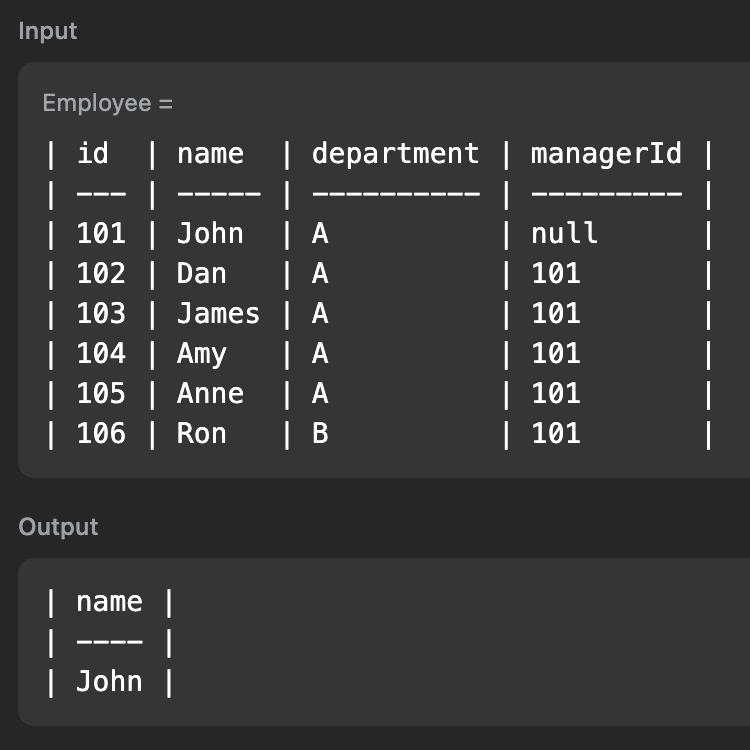 Input
Employee =
| id  | name  | department | managerId |
| --- | ----- | ---------- | --------- |
| 101 | John  | A          | null      |
| 102 | Dan   | A          | 101       |
| 103 | James | A          | 101       |
| 104 | Amy   | A          | 101       |
| 105 | Anne  | A          | 101       |
| 106 | Ron   | B          | 101       |
Output
| name |
| ---- |
| John |